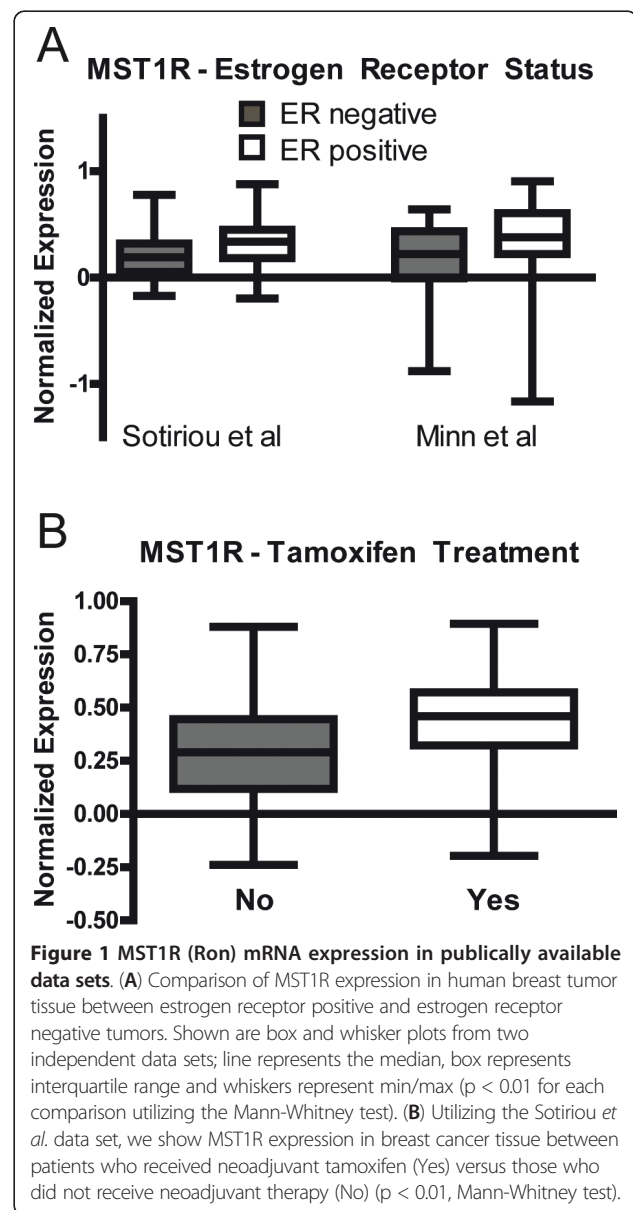 A
MST1R - Estrogen Receptor Status
ER negative
ER positive
Normalized Expression
1
0
-1
Sotiriou et al
Minn et al
B
MST1R - Tamoxifen Treatment
Normalized Expression
1.00
0.75
0.50
0.25
0.00
-0.25
-0.50
No
Yes
Figure 1 MST1R (Ron) mRNA expression in publically available
data sets. (A) Comparison of MST1R expression in human breast tumor
tissue between estrogen receptor positive and estrogen receptor
negative tumors. Shown are box and whisker plots from two
independent data sets; line represents the median, box represents
interquartile range and whiskers represent min/max (p < 0.01 for each
comparison utilizing the Mann-Whitney test). (B) Utilizing the Sotiriou et
al. data set, we show MST1R expression in breast cancer tissue between
patients who received neoadjuvant tamoxifen (Yes) versus those who
did not receive neoadjuvant therapy (No) (p < 0.01, Mann-Whitney test).